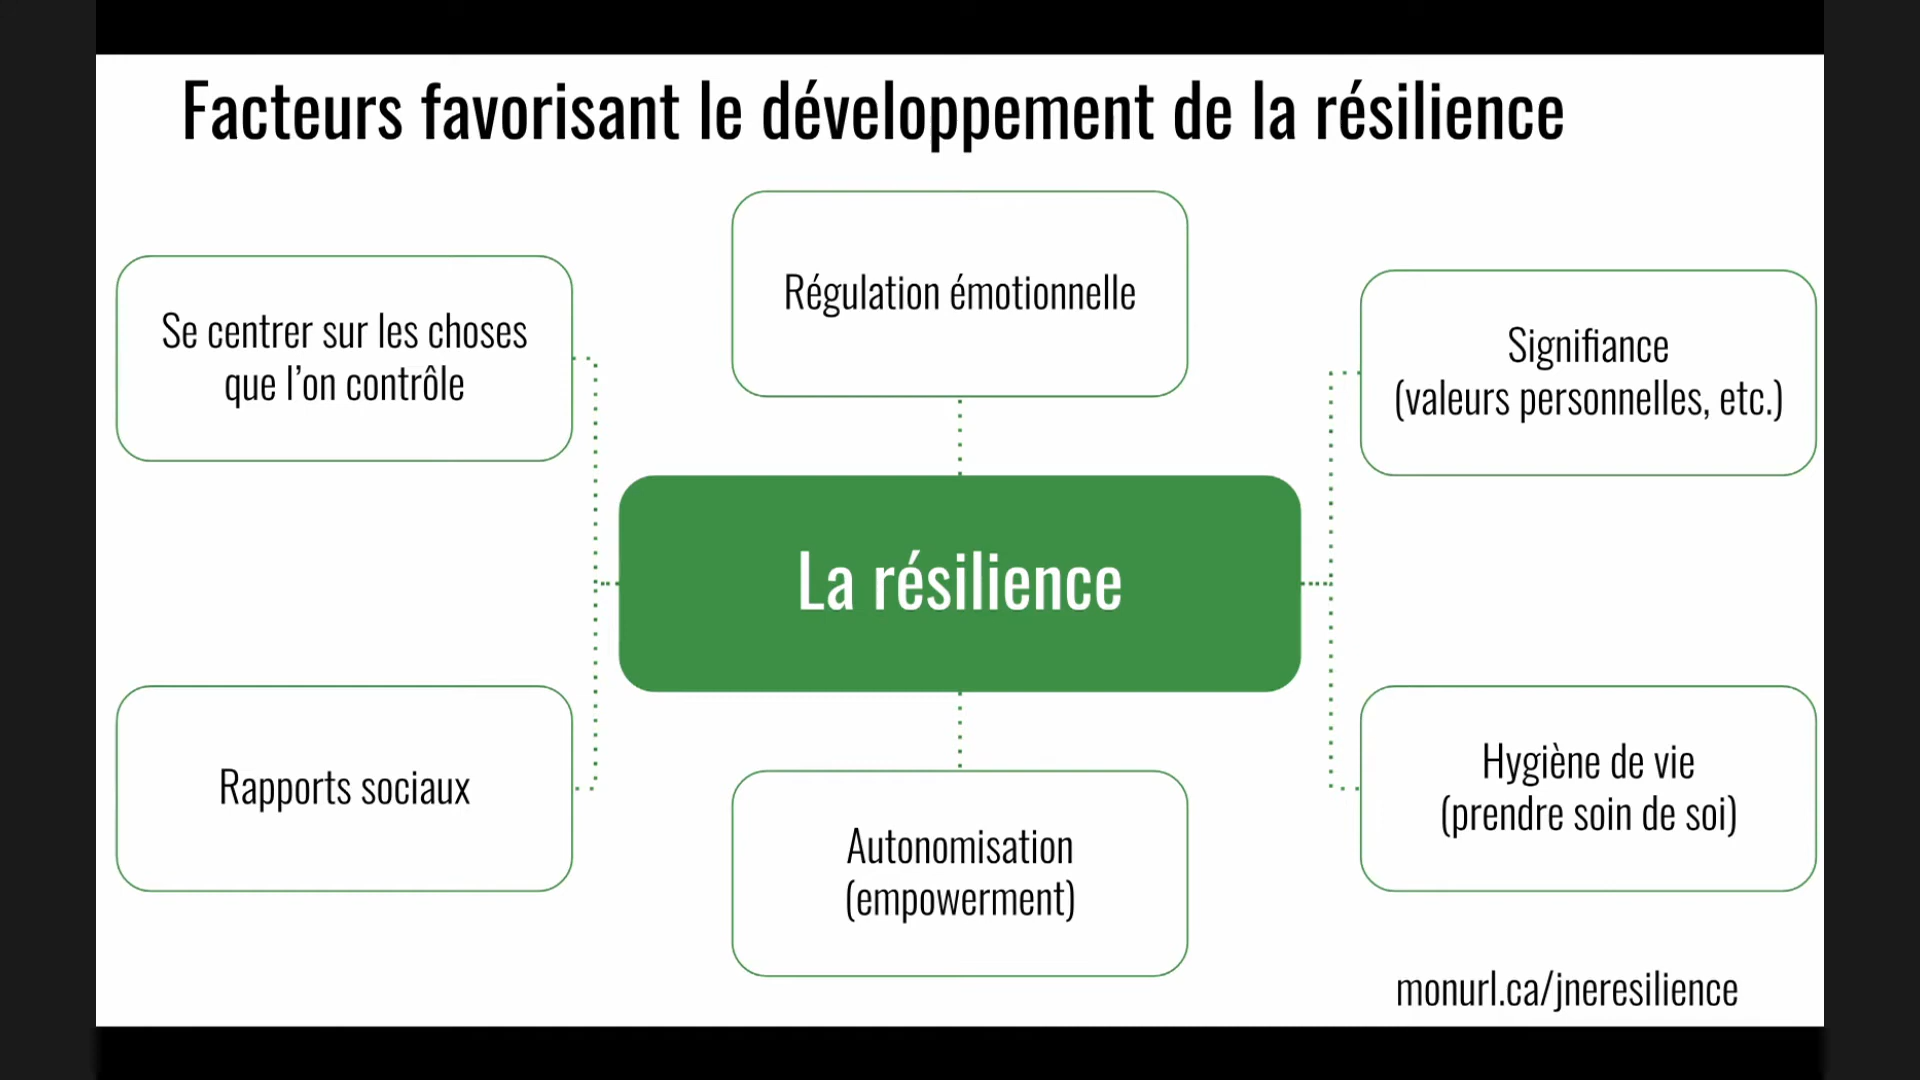 Facteurs favorisant le développement de la résilience
Régulation émotionnelle
Se centrer sur les choses
que l’on contrôle
Signifiance
(valeurs personnelles, etc.)
La résilience
Rapports sociaux
Hygiène de vie
(prendre soin de soi)
Autonomisation
(empowerment)
monurl.ca/jneresilience